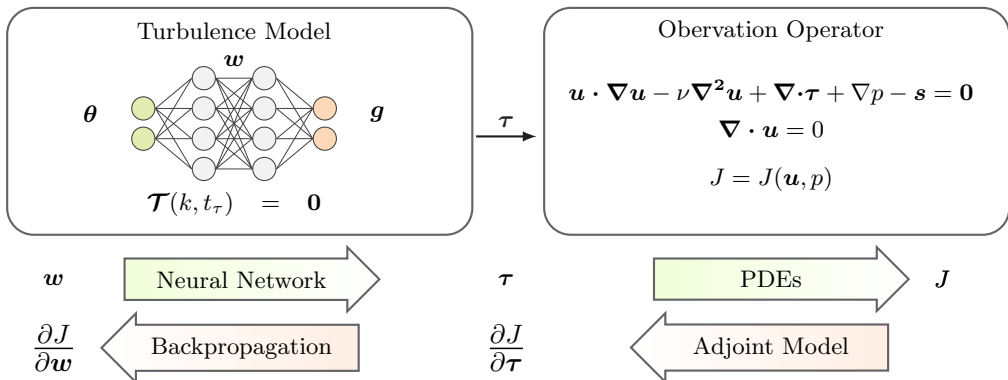 Turbulence Model
w
θ
g
𝓣(k, t_τ) = 0
τ
Obervation Operator
u · ∇u − ν∇²u + ∇·τ + ∇p − s = 0
∇ · u = 0
J = J(u, p)
w
Neural Network
τ
PDEs
J
∂J/∂w
Backpropagation
∂J/∂τ
Adjoint Model